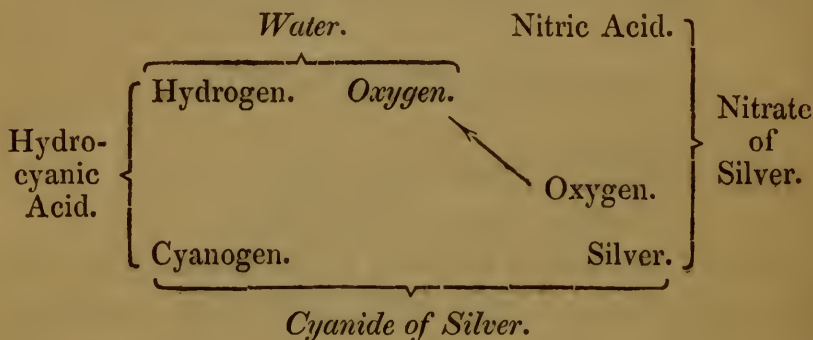 Water. Nitric Acid.
Hydrogen. Oxygen.
Hydro-
cyanic
Acid.
Nitrate
of
Silver.
Oxygen.
Cyanogen. Silver.
Cyanide of Silver.